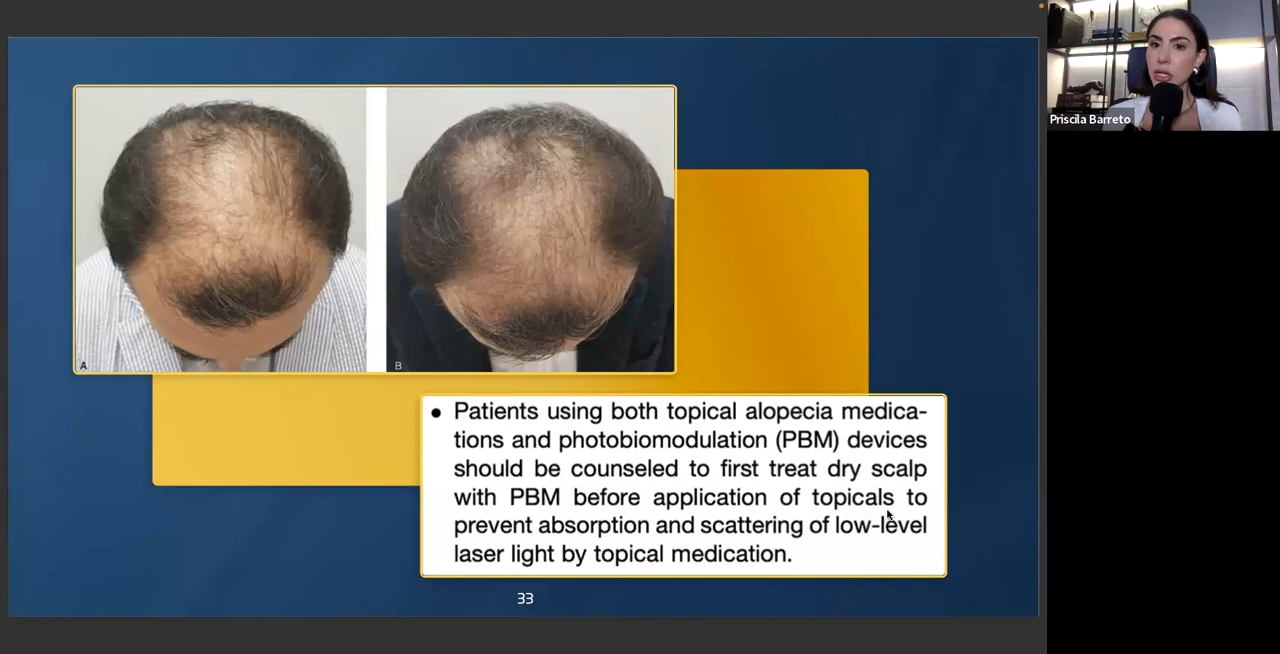 Priscila Barreto
A
B
● Patients using both topical alopecia medica-
tions and photobiomodulation (PBM) devices
should be counseled to first treat dry scalp
with PBM before application of topicals to
prevent absorption and scattering of low-level
laser light by topical medication.
33